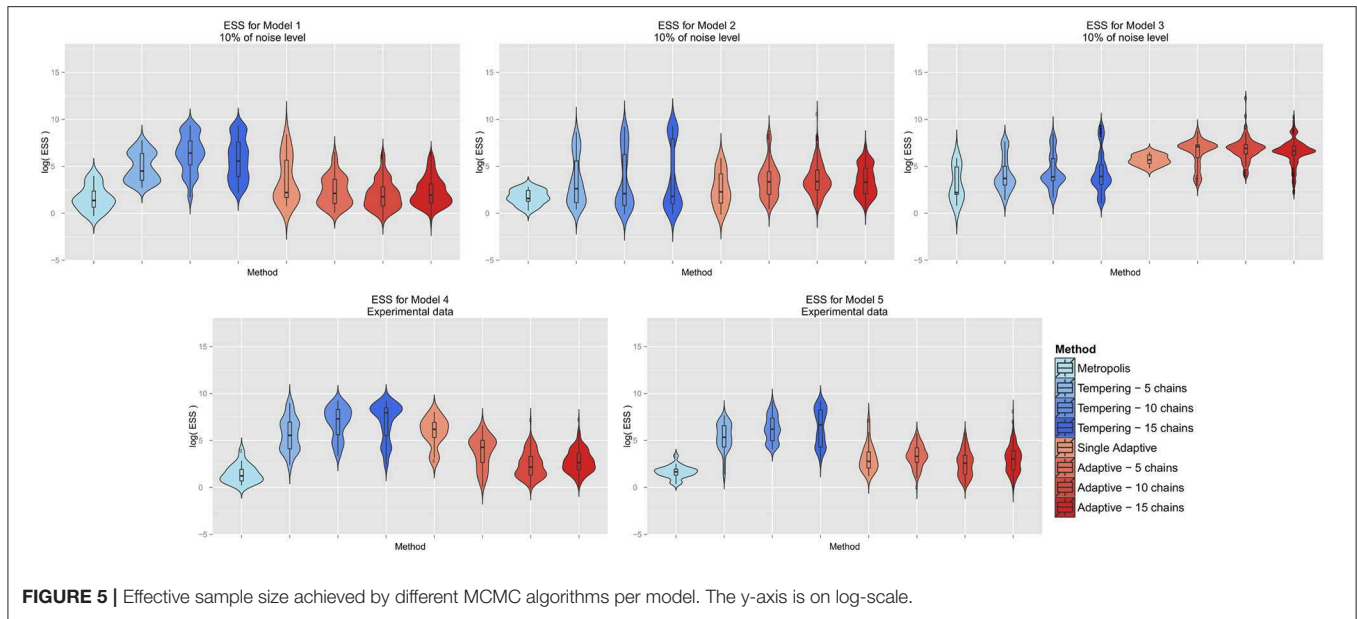 ESS for Model 1
10% of noise level
15
10
5
0
−5
log( ESS )
Method
ESS for Model 2
10% of noise level
15
10
5
0
−5
log( ESS )
Method
ESS for Model 3
10% of noise level
15
10
5
0
−5
log( ESS )
Method
ESS for Model 4
Experimental data
15
10
5
0
−5
log( ESS )
Method
ESS for Model 5
Experimental data
15
10
5
0
−5
log( ESS )
Method
Method
Metropolis
Tempering − 5 chains
Tempering − 10 chains
Tempering − 15 chains
Single Adaptive
Adaptive − 5 chains
Adaptive − 10 chains
Adaptive − 15 chains
FIGURE 5 | Effective sample size achieved by different MCMC algorithms per model. The y-axis is on log-scale.